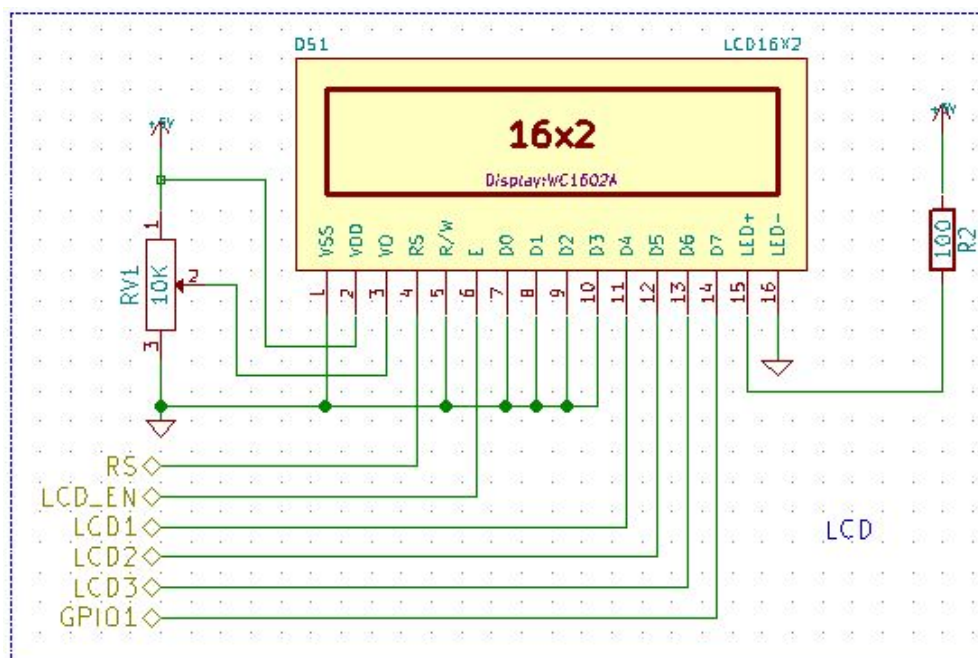 DS1
LCD16X2
16x2
Display:WC1602A
+5V
+5V
VSS
VDD
VO
RS
R/W
E
D0
D1
D2
D3
D4
D5
D6
D7
LED+
LED-
1
2
3
4
5
6
7
8
9
10
11
12
13
14
15
16
1
RV1
10K
2
3
100
R2
RS
LCD_EN
LCD1
LCD2
LCD3
GPIO1
LCD